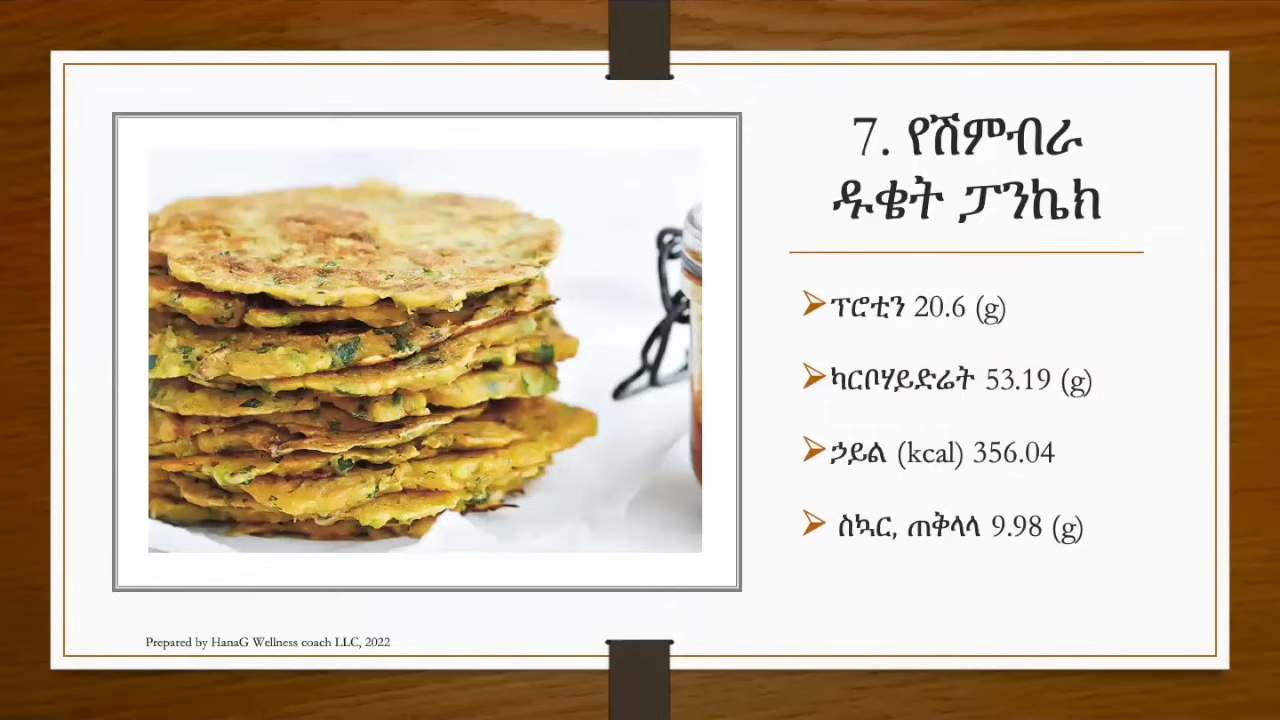 7. የሽምብራ
ዱቄት ፓንኬክ
ፕሮቲን 20.6 (g)
ካርቦሃይድሬት 53.19 (g)
ኃይል (kcal) 356.04
ስኳር, ጠቅላላ 9.98 (g)
Prepared by HanaG Wellness coach LLC, 2022